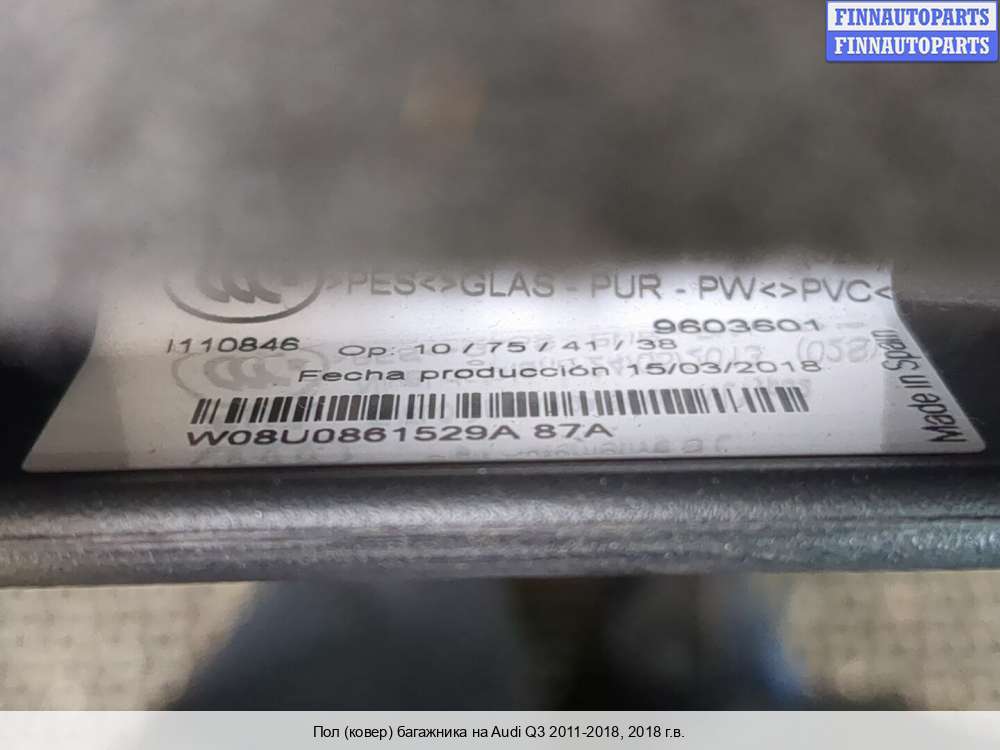 FINNAUTOPARTS
FINNAUTOPARTS
>PES<>GLAS - PUR - PW<>PVC<
9603601
I110846 Op: 10 / 75 / 41 / 38
Fecha producción 15/03/2018
W08U0861529A 87A
Made in Spain
Пол (ковер) багажника на Audi Q3 2011-2018, 2018 г.в.